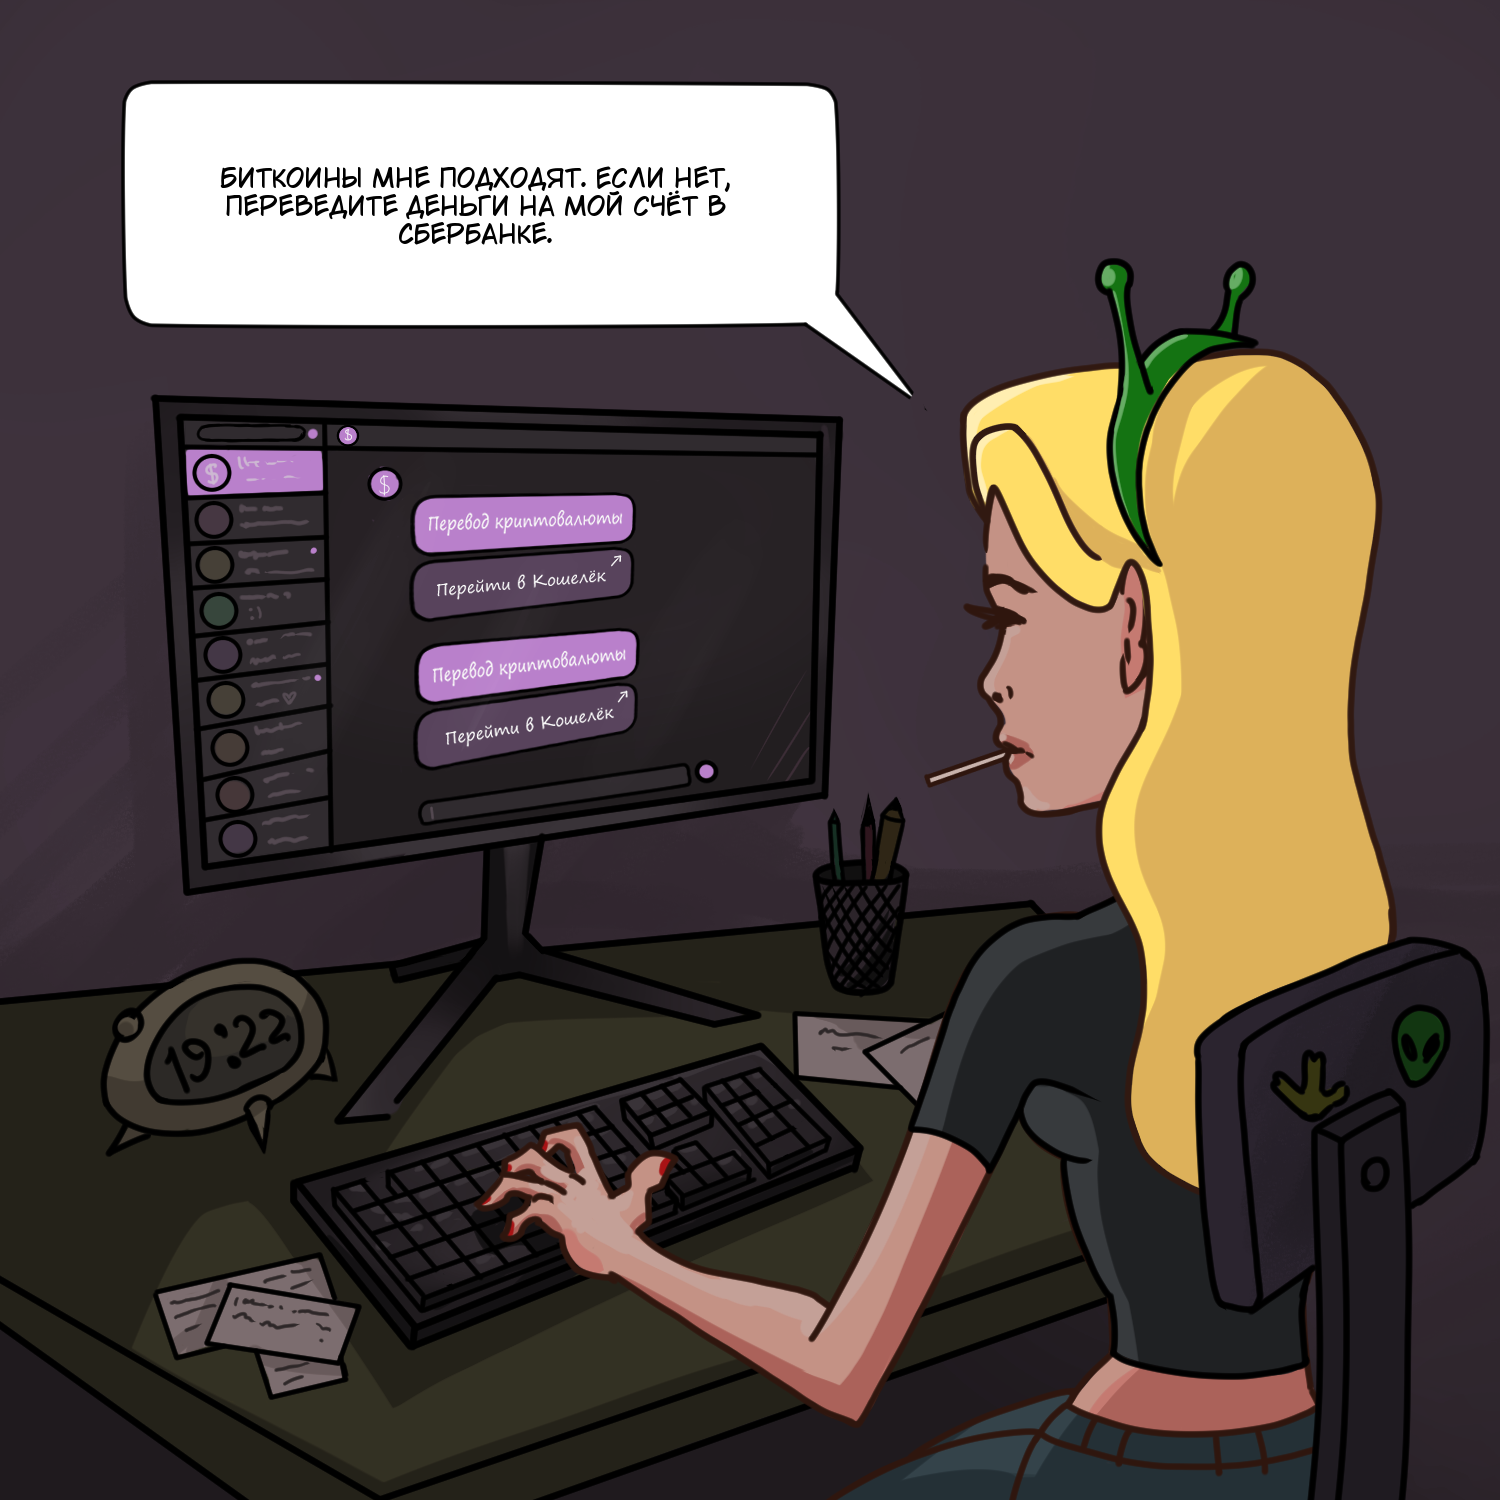 БИТКОИНЫ МНЕ ПОДХОДЯТ. ЕСЛИ НЕТ,
ПЕРЕВЕДИТЕ ДЕНЬГИ НА МОЙ СЧЁТ В
СБЕРБАНКЕ.
$
$
$
Перевод криптовалюты
Перейти в Кошелёк
Перевод криптовалюты
Перейти в Кошелёк
:)
19:22